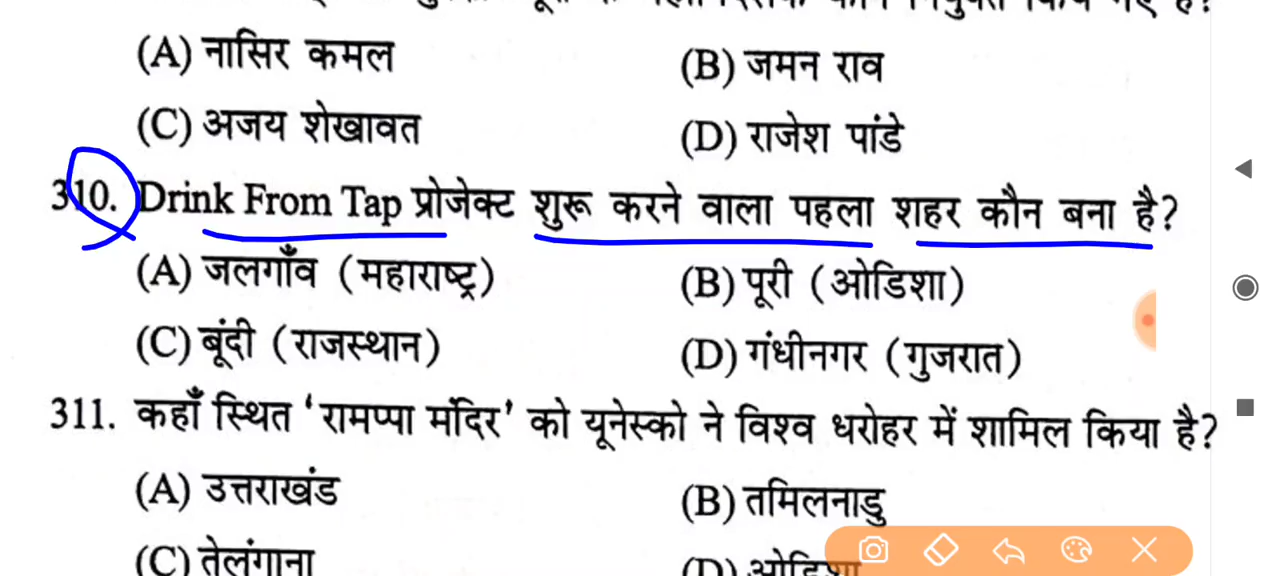 (A) नासिर कमल (B) जमन राव
(C) अजय शेखावत (D) राजेश पांडे
310. Drink From Tap प्रोजेक्ट शुरू करने वाला पहला शहर कौन बना है?
(A) जलगाँव (महाराष्ट्र) (B) पूरी (ओडिशा)
(C) बूंदी (राजस्थान) (D) गंधीनगर (गुजरात)
311. कहाँ स्थित 'रामप्पा मंदिर' को यूनेस्को ने विश्व धरोहर में शामिल किया है?
(A) उत्तराखंड (B) तमिलनाडु
(C) तेलंगाना (D) ओडिशा